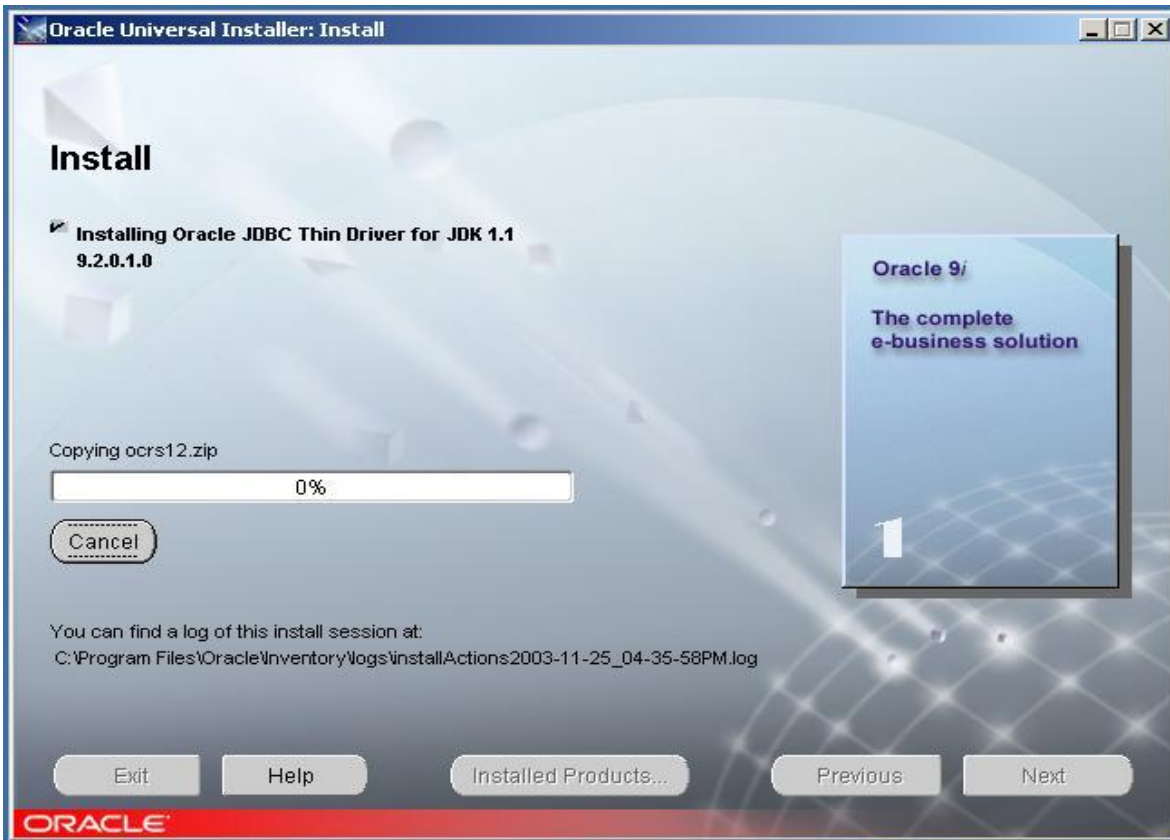 Oracle Universal Installer: Install
Install
Installing Oracle JDBC Thin Driver for JDK 1.1
9.2.0.1.0
Oracle 9i
The complete
e-business solution
1
Copying ocrs12.zip
0%
Cancel
You can find a log of this install session at:
C:\Program Files\Oracle\Inventory\logs\installActions2003-11-25_04-35-58PM.log
Exit
Help
Installed Products...
Previous
Next
ORACLE